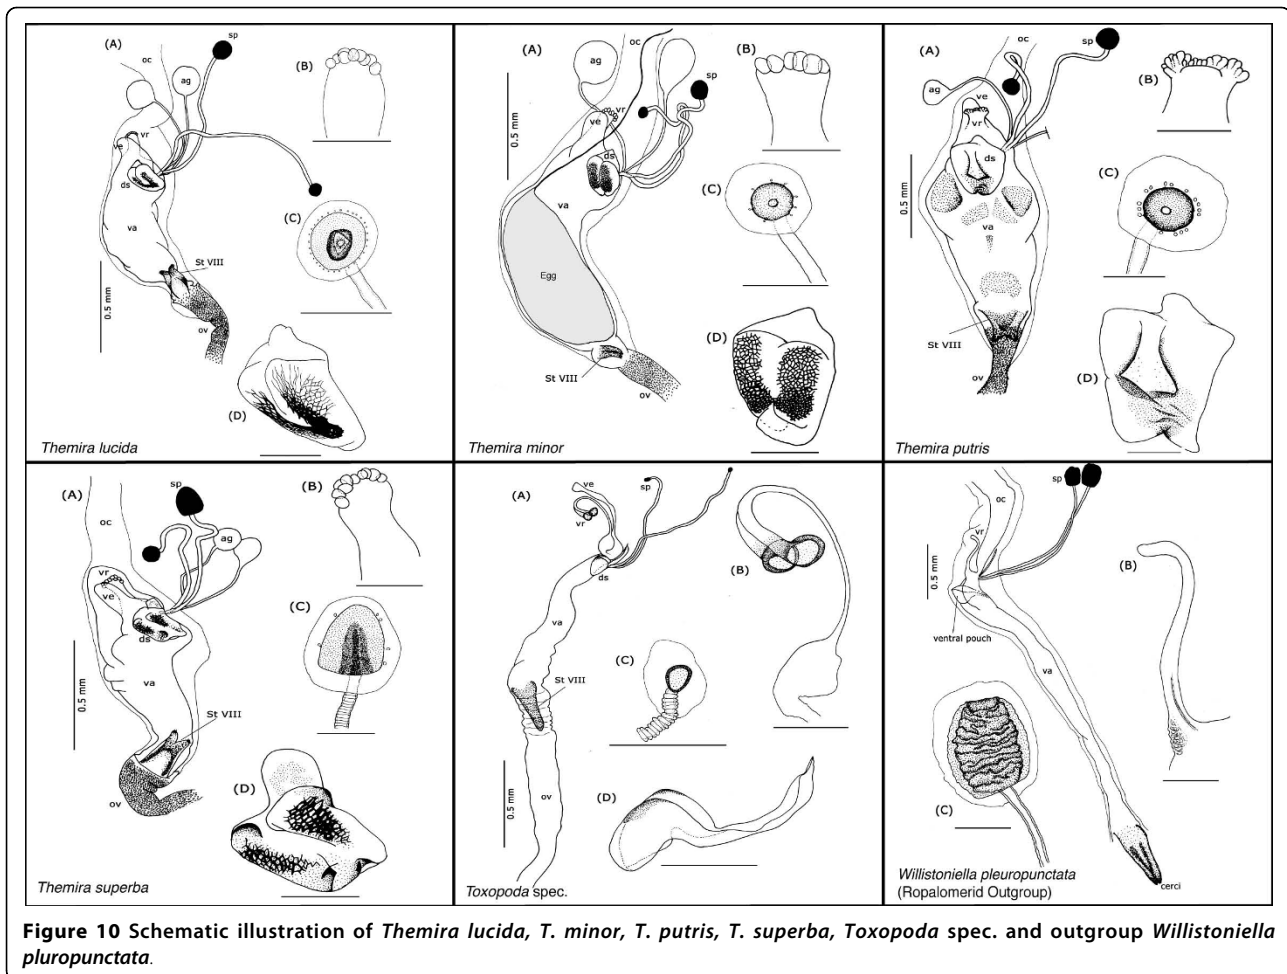 (A)
sp
oc
ag
(B)
vr
ve
ds
(C)
va
St VIII
0.5 mm
ov
(D)
Themira lucida
(A)
oc
ag
(B)
sp
0.5 mm
vr
ve
ds
(C)
va
Egg
(D)
St VIII
ov
Themira minor
(A)
oc
sp
(B)
ag
ve
vr
ds
(C)
0.5 mm
va
St VIII
(D)
ov
Themira putris
(A)
sp
(B)
oc
ag
vr
ve
(C)
ds
va
0.5 mm
St VIII
(D)
ov
Themira superba
(A)
ve
sp
vr
(B)
ds
va
(C)
St VIII
0.5 mm
ov
(D)
Toxopoda spec.
(A)
sp
oc
vr
(B)
0.5 mm
ventral pouch
va
(C)
Willistoniella pleuropunctata
(Ropalomerid Outgroup)
cerci
Figure 10 Schematic illustration of Themira lucida, T. minor, T. putris, T. superba, Toxopoda spec. and outgroup Willistoniella
pluropunctata.